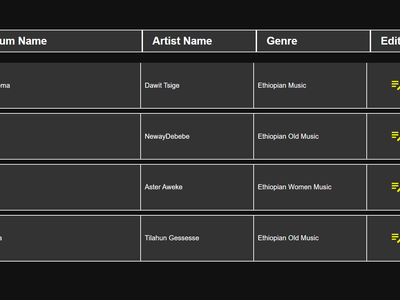 um Name Artist Name Genre Edit
ma Dawit Tsige Ethiopian Music
NewayDebebe Ethiopian Old Music
Aster Aweke Ethiopian Women Music
Tilahun Gessesse Ethiopian Old Music